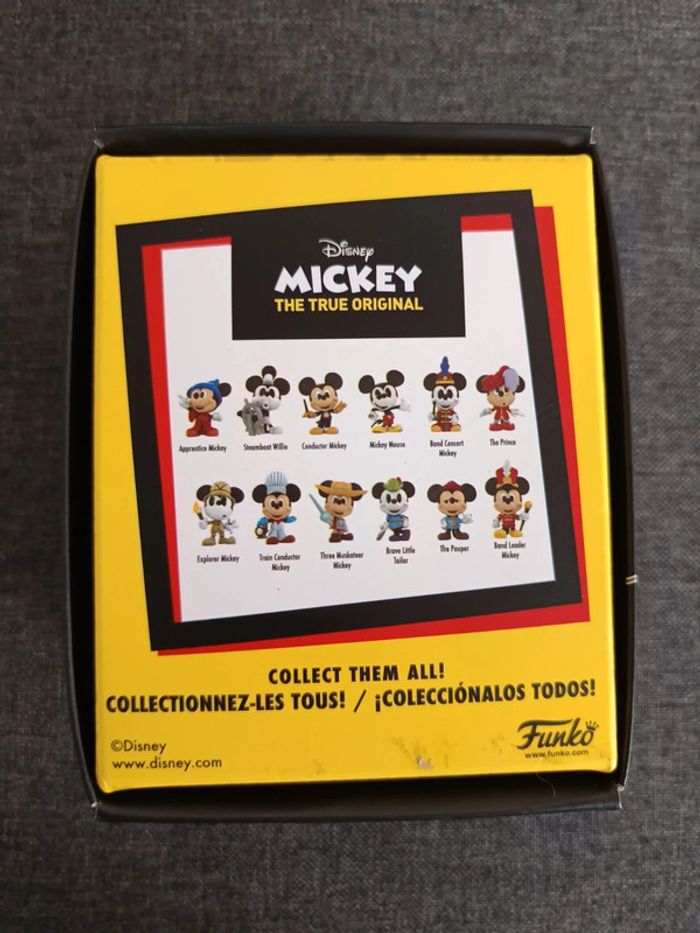 Disney
MICKEY
THE TRUE ORIGINAL
Apprentice Mickey
Steamboat Willie
Conductor Mickey
Mickey Mouse
Band Concert
Mickey
The Prince
Explorer Mickey
Train Conductor
Mickey
Three Musketeer
Mickey
Brave Little
Tailor
The Pauper
Band Leader
Mickey
COLLECT THEM ALL!
COLLECTIONNEZ-LES TOUS! / ¡COLECCIÓNALOS TODOS!
©Disney
www.disney.com
Funko
www.funko.com